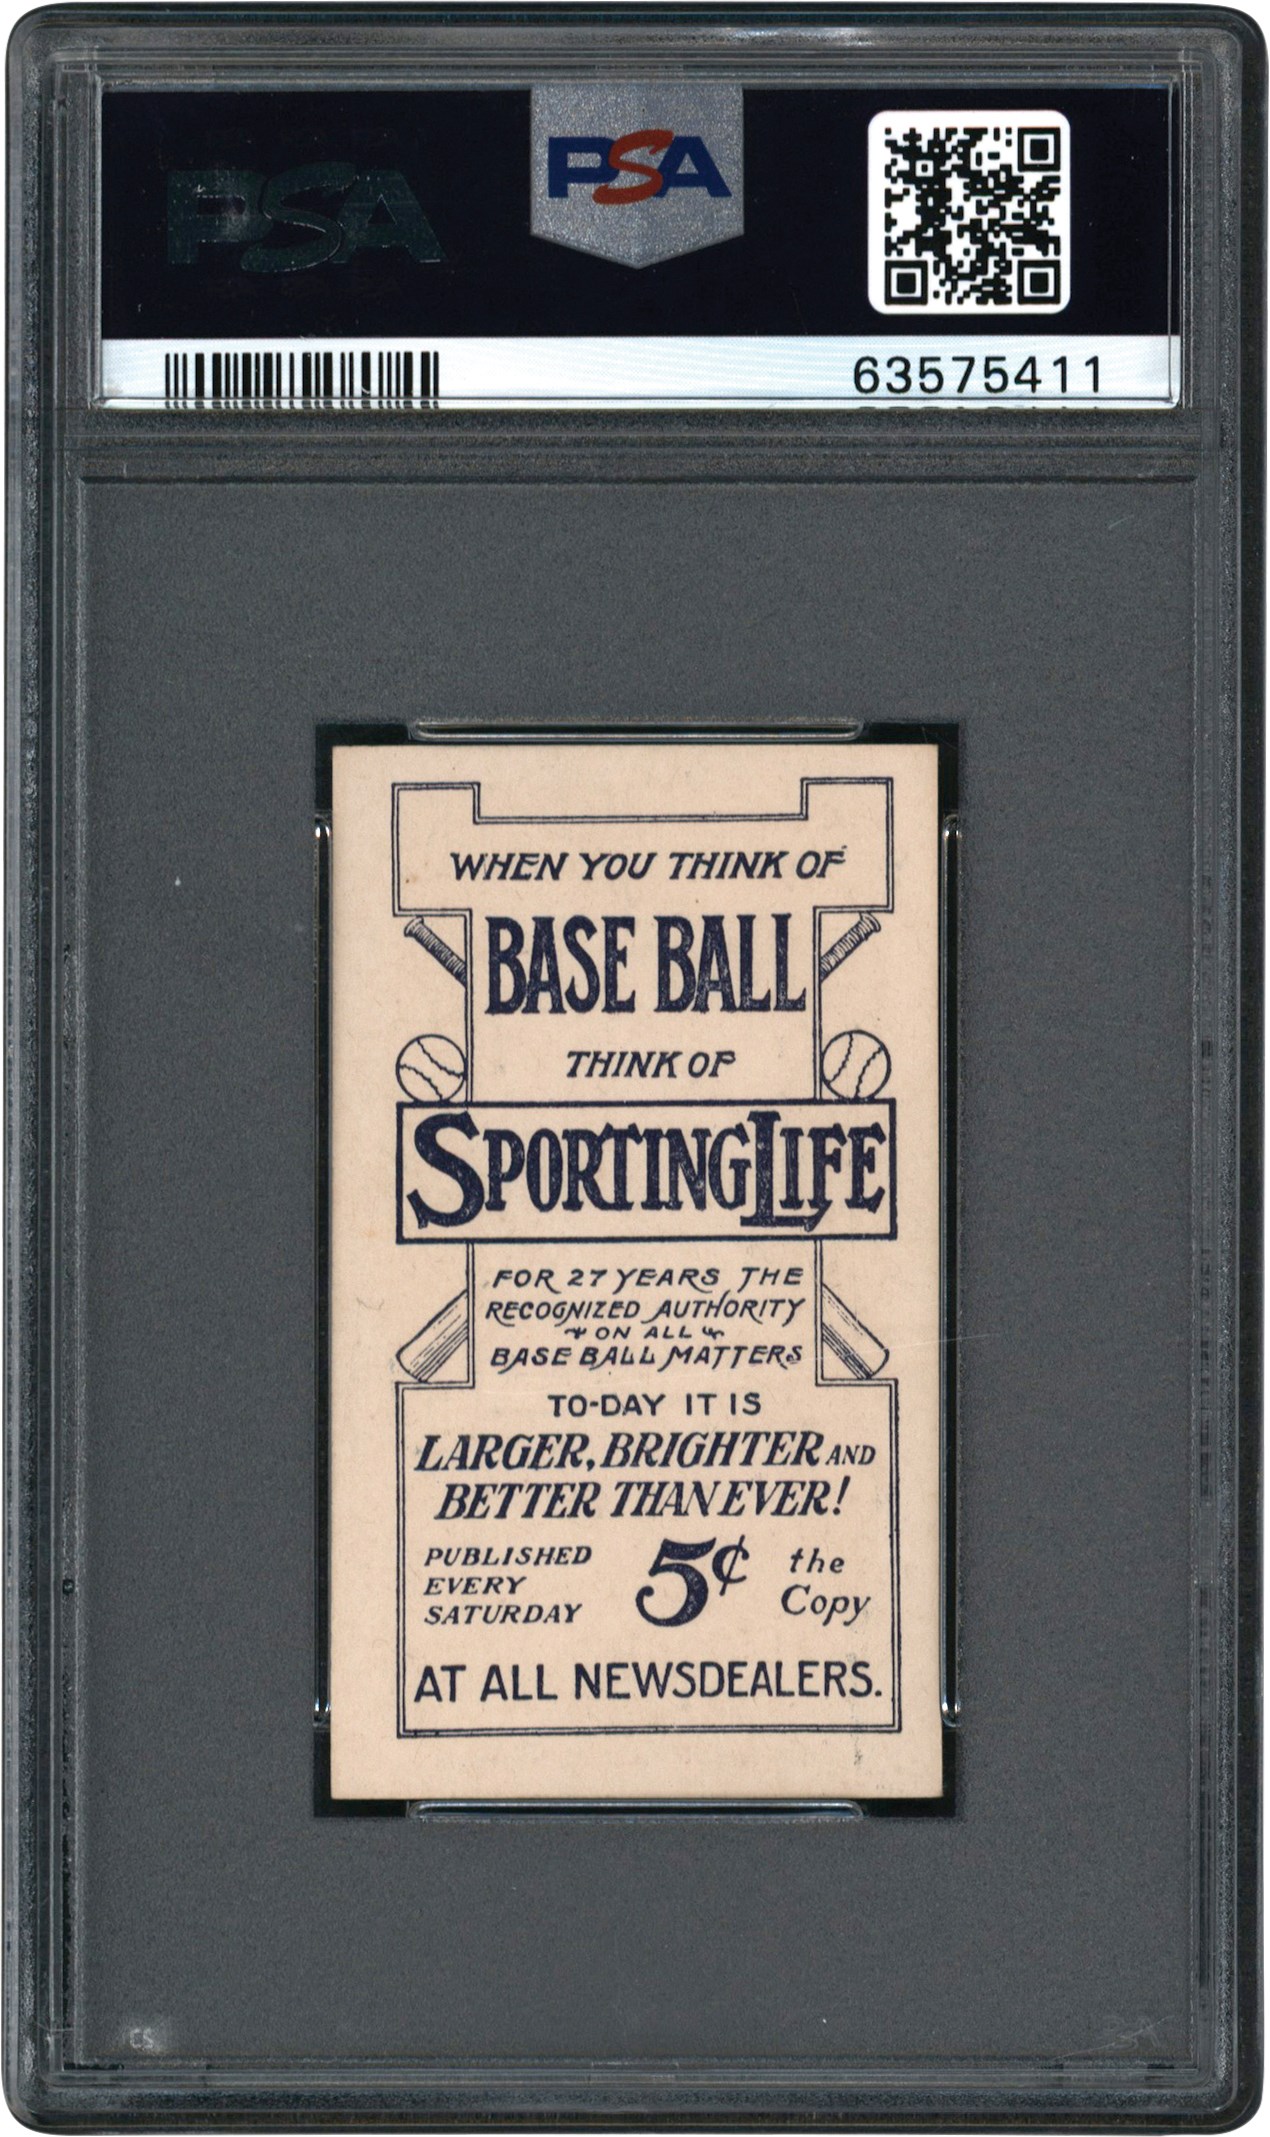 PSA
PSA
63575411
WHEN YOU THINK OF
BASE BALL
THINK OF
SPORTING LIFE
FOR 27 YEARS THE
RECOGNIZED AUTHORITY
ON ALL
BASE BALL MATTERS
TO-DAY IT IS
LARGER, BRIGHTER AND
BETTER THAN EVER!
PUBLISHED
EVERY
SATURDAY
5¢
the
Copy
AT ALL NEWSDEALERS.